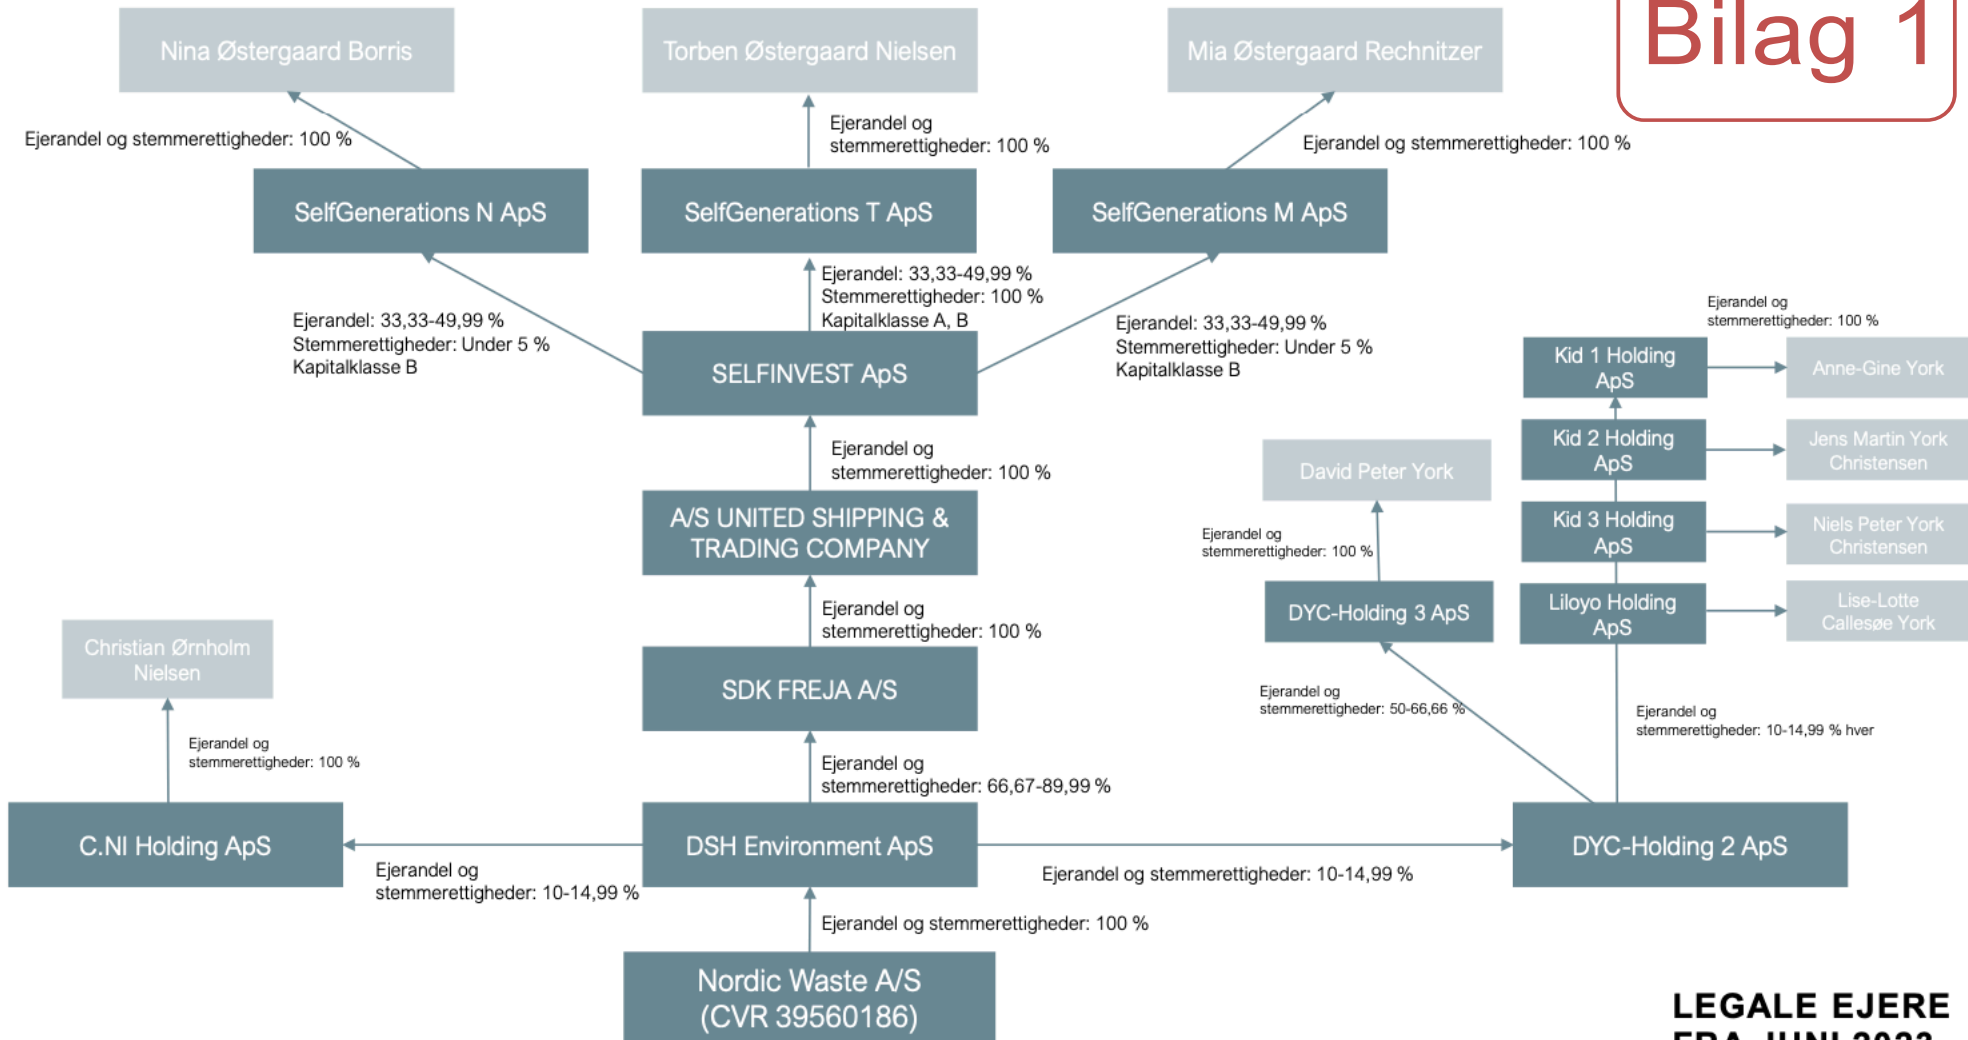 Bilag 1
Nina Østergaard Borris
Torben Østergaard Nielsen
Mia Østergaard Rechnitzer
Ejerandel og stemmerettigheder: 100 %
Ejerandel og
stemmerettigheder: 100 %
Ejerandel og stemmerettigheder: 100 %
SelfGenerations N ApS
SelfGenerations T ApS
SelfGenerations M ApS
Ejerandel: 33,33-49,99 %
Stemmerettigheder: Under 5 %
Kapitalklasse B
Ejerandel: 33,33-49,99 %
Stemmerettigheder: 100 %
Kapitalklasse A, B
Ejerandel: 33,33-49,99 %
Stemmerettigheder: Under 5 %
Kapitalklasse B
SELFINVEST ApS
Ejerandel og
stemmerettigheder: 100 %
Kid 1 Holding
ApS
Anne-Gine York
Kid 2 Holding
ApS
Jens Martin York
Christensen
Kid 3 Holding
ApS
Niels Peter York
Christensen
Liloyo Holding
ApS
Lise-Lotte
Callesøe York
Ejerandel og
stemmerettigheder: 100 %
David Peter York
A/S UNITED SHIPPING &
TRADING COMPANY
Ejerandel og
stemmerettigheder: 100 %
DYC-Holding 3 ApS
Ejerandel og
stemmerettigheder: 100 %
Christian Ørnholm
Nielsen
SDK FREJA A/S
Ejerandel og
stemmerettigheder: 50-66,66 %
Ejerandel og
stemmerettigheder: 10-14,99 % hver
Ejerandel og
stemmerettigheder: 100 %
Ejerandel og
stemmerettigheder: 66,67-89,99 %
C.NI Holding ApS
DSH Environment ApS
DYC-Holding 2 ApS
Ejerandel og
stemmerettigheder: 10-14,99 %
Ejerandel og stemmerettigheder: 10-14,99 %
Ejerandel og stemmerettigheder: 100 %
Nordic Waste A/S
(CVR 39560186)
LEGALE EJERE
FRA JUNI 2023